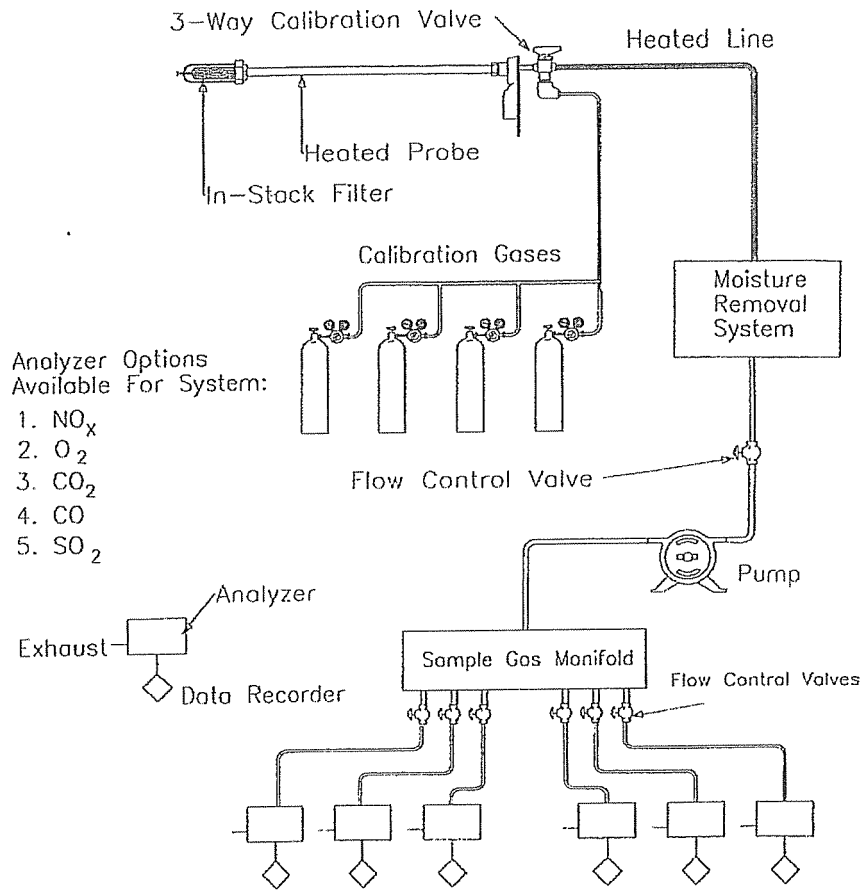 3-Way Calibration Valve
Heated Line
Heated Probe
In-Stack Filter
Calibration Gases
Moisture
Removal
System
Analyzer Options
Available For System:
1. NOₓ
2. O₂
3. CO₂
4. CO
5. SO₂
Flow Control Valve
Pump
Analyzer
Exhaust
Data Recorder
Sample Gas Manifold
Flow Control Valves